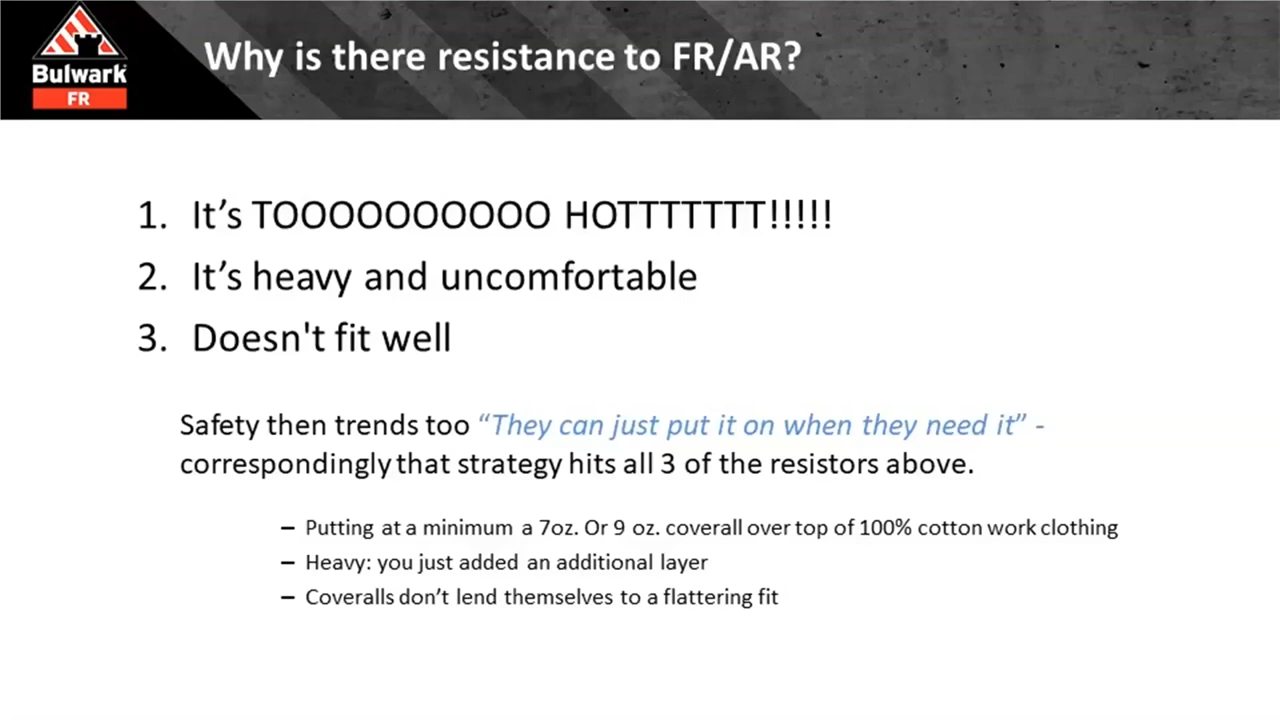 Bulwark
FR
Why is there resistance to FR/AR?
1. It’s TOOOOOOOOOO HOTTTTTTT!!!!!
2. It’s heavy and uncomfortable
3. Doesn't fit well
Safety then trends too “They can just put it on when they need it” -
correspondingly that strategy hits all 3 of the resistors above.
– Putting at a minimum a 7oz. Or 9 oz. coverall over top of 100% cotton work clothing
– Heavy: you just added an additional layer
– Coveralls don’t lend themselves to a flattering fit